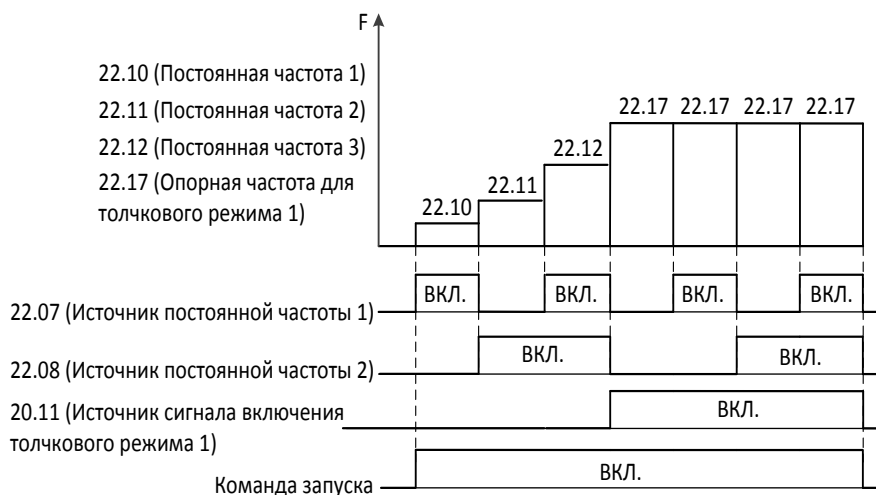 F
22.10 (Постоянная частота 1)
22.11 (Постоянная частота 2)
22.12 (Постоянная частота 3)
22.17 (Опорная частота для
толчкового режима 1)
22.17 22.17 22.17 22.17
22.12
22.11
22.10
22.07 (Источник постоянной частоты 1)
ВКЛ. ВКЛ. ВКЛ. ВКЛ.
22.08 (Источник постоянной частоты 2)
ВКЛ. ВКЛ.
20.11 (Источник сигнала включения
толчкового режима 1)
ВКЛ.
Команда запуска
ВКЛ.